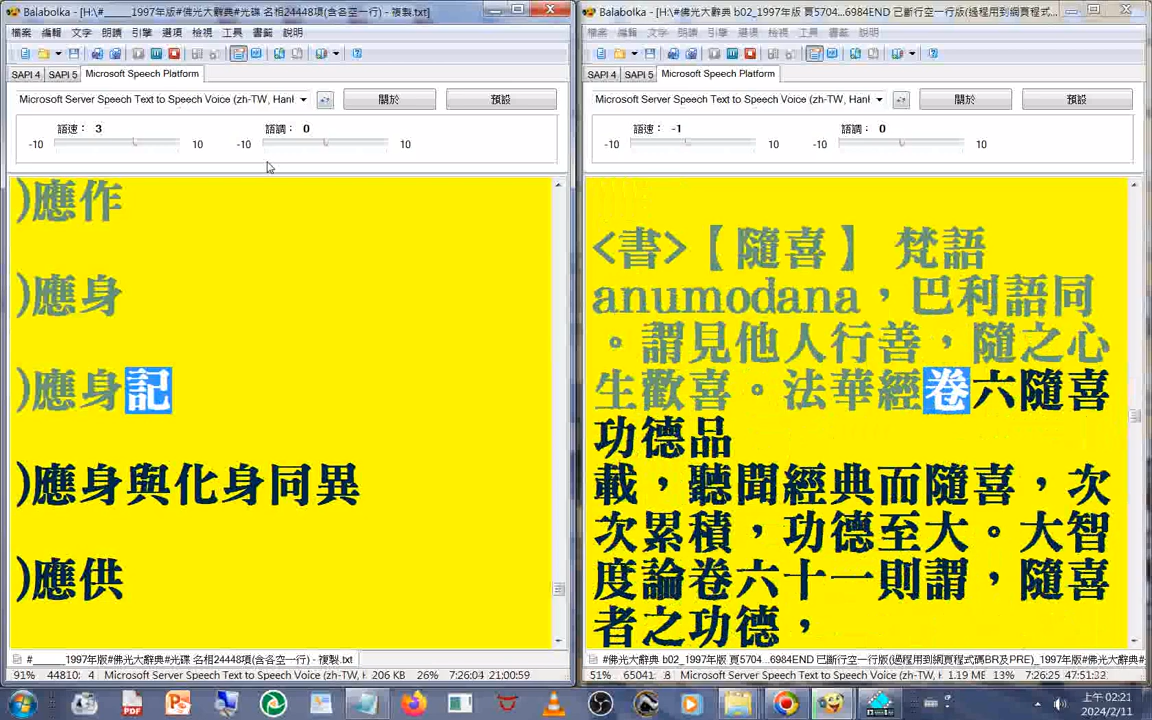 Balabolka - [H:\#_____1997年版#佛光大辭典#光碟 名相24448項(含各空一行) - 複製.txt]
檔案 編輯 文字 朗讀 引擎 選項 檢視 工具 書籤 說明
SAPI 4 SAPI 5 Microsoft Speech Platform
Microsoft Server Speech Text to Speech Voice (zh-TW, Hanl
關於 預設
語速： 3 語調： 0
-10 10 -10 10
)應作
)應身
)應身記
)應身與化身同異
)應供
#_____1997年版#佛光大辭典#光碟 名相24448項(含各空一行) - 複製.txt
91% 44810: 4 Microsoft Server Speech Text to Speech Voice 206 KB 26% 7:26:04 21:00:59
Balabolka - [H:\#佛光大辭典 b02_1997年版 頁5704...6984END 已斷行空一行版(過程用到網頁程式...
檔案 編輯 文字 朗讀 引擎 選項 檢視 工具 書籤 說明
SAPI 4 SAPI 5 Microsoft Speech Platform
Microsoft Server Speech Text to Speech Voice (zh-TW, Hanl
關於 預設
語速： -1 語調： 0
-10 10 -10 10
<書>【隨喜】 梵語
anumodana，巴利語同
。謂見他人行善，隨之心
生歡喜。法華經卷六隨喜
功德品
載，聽聞經典而隨喜，次
次累積，功德至大。大智
度論卷六十一則謂，隨喜
者之功德，
#佛光大辭典 b02_1997年版 頁5704...6984END 已斷行空一行版(過程用到網頁程式碼BR及PRE)_1997年版#
51% 65041: Microsoft Server Speech Text to Speech Voice 1.19 ME 13% 7:26:25 47:51:32
上午 02:21
2024/2/11